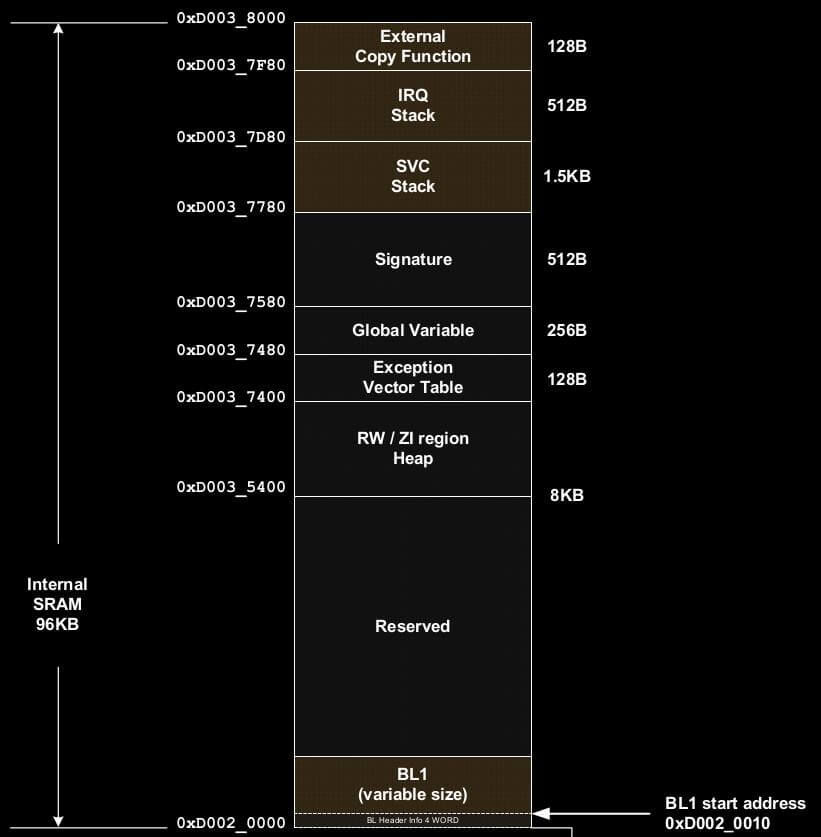 0xD003_8000
External
Copy Function
128B
0xD003_7F80
IRQ
Stack
512B
0xD003_7D80
SVC
Stack
1.5KB
0xD003_7780
Signature
512B
0xD003_7580
Global Variable
256B
0xD003_7480
Exception
Vector Table
128B
0xD003_7400
RW / ZI region
Heap
0xD003_5400
8KB
Internal
SRAM
96KB
Reserved
BL1
(variable size)
BL Header Info 4 WORD
BL1 start address
0xD002_0010
0xD002_0000